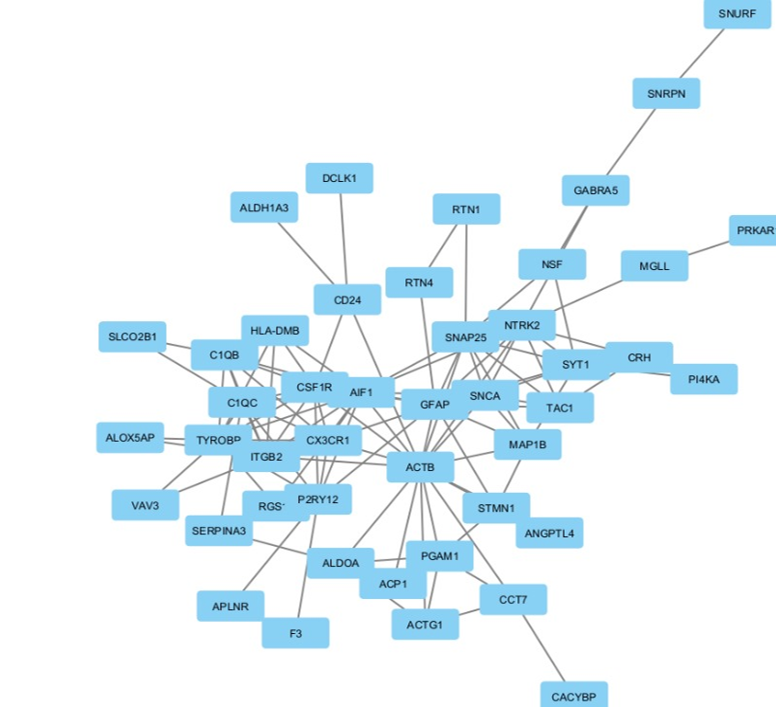 SNURF
SNRPN
DCLK1
GABRA5
ALDH1A3
RTN1
PRKAR
NSF
MGLL
RTN4
CD24
HLA-DMB
NTRK2
SLCO2B1
SNAP25
C1QB
CRH
SYT1
PI4KA
CSF1R
AIF1
SNCA
C1QC
GFAP
TAC1
ALOX5AP
TYROBP
CX3CR1
MAP1B
ITGB2
ACTB
VAV3
RGS1
P2RY12
STMN1
SERPINA3
ANGPTL4
ALDOA
PGAM1
ACP1
APLNR
CCT7
ACTG1
F3
CACYBP